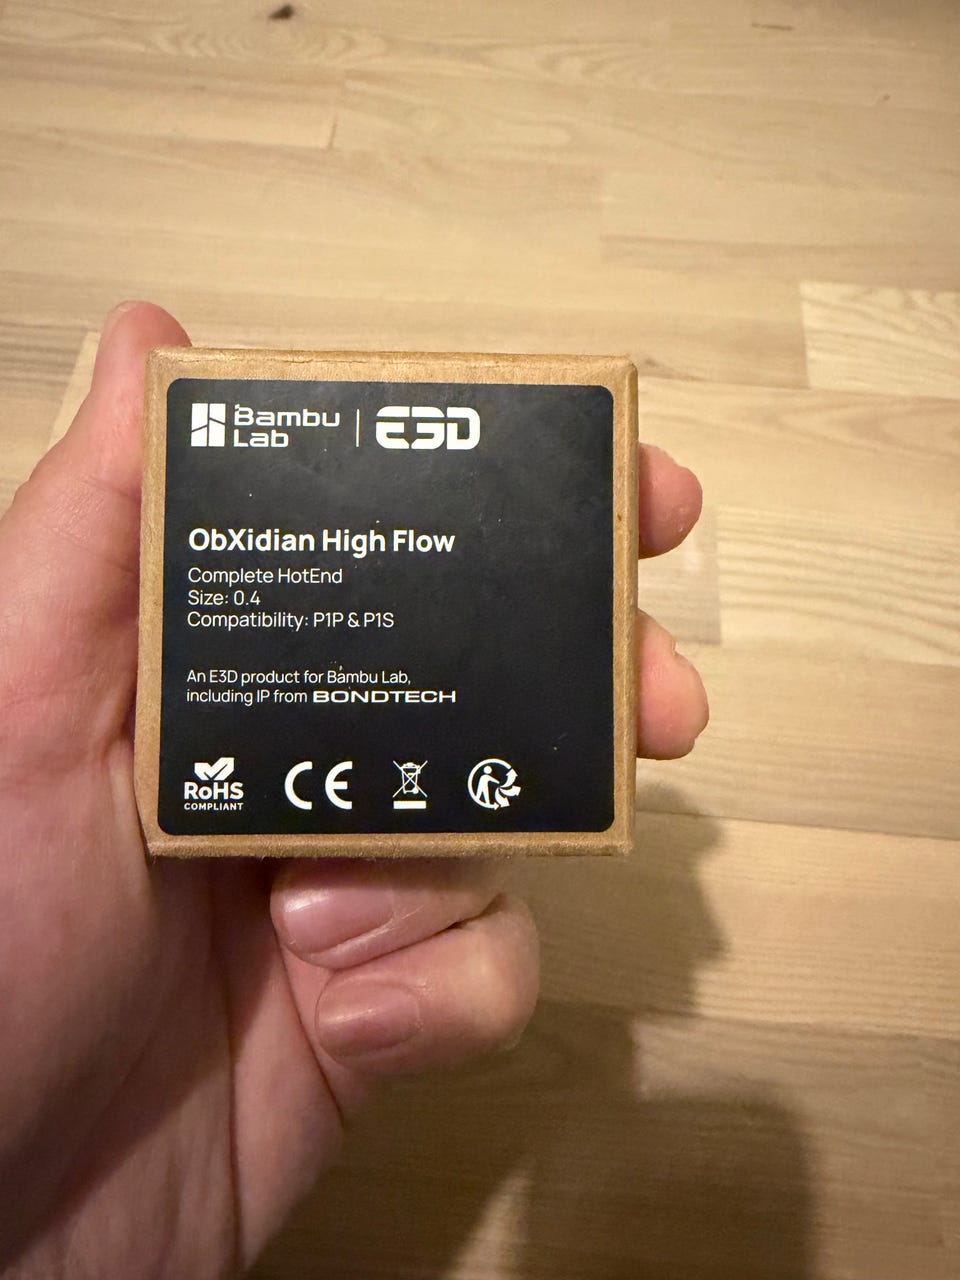 Bambu Lab | E3D
ObXidian High Flow
Complete HotEnd
Size: 0.4
Compatibility: P1P & P1S
An E3D product for Bambu Lab,
including IP from BONDTECH
RoHS
COMPLIANT
CE